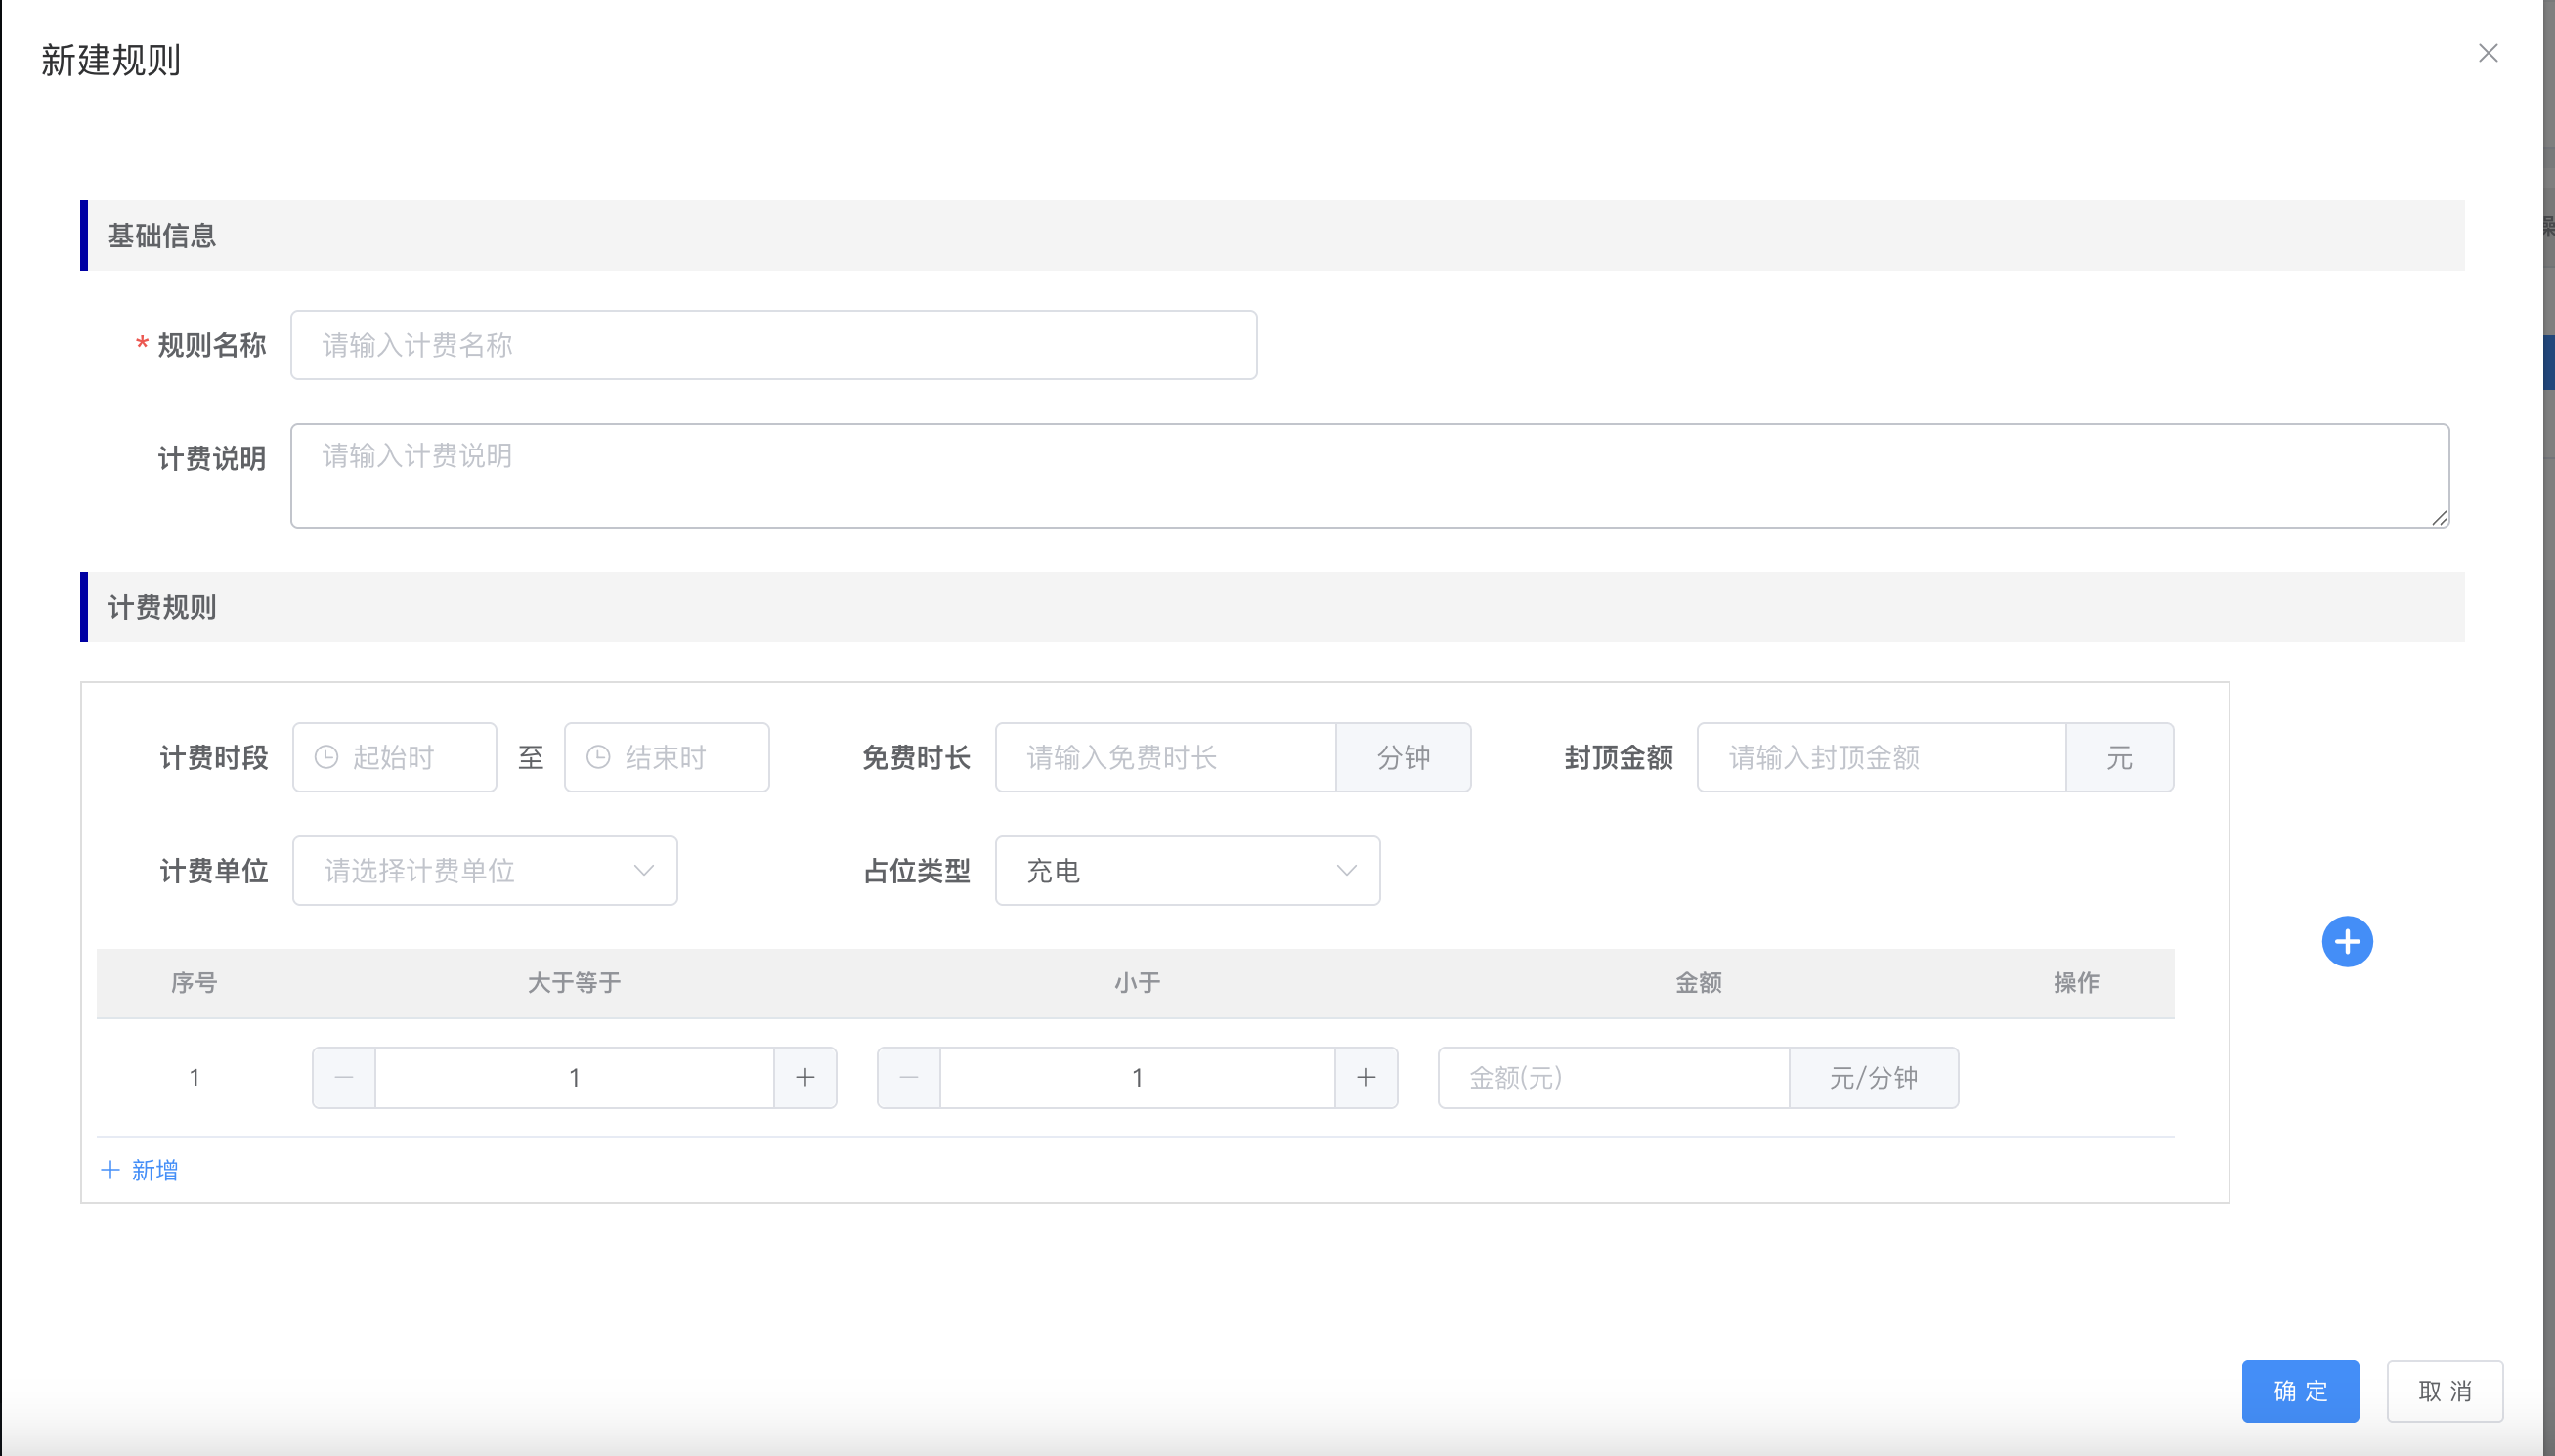 新建规则
基础信息
* 规则名称 请输入计费名称
计费说明 请输入计费说明
计费规则
计费时段 起始时 至 结束时 免费时长 请输入免费时长 分钟 封顶金额 请输入封顶金额 元
计费单位 请选择计费单位 占位类型 充电
序号 大于等于 小于 金额 操作
1 1 1 金额(元) 元/分钟
新增
确 定 取 消